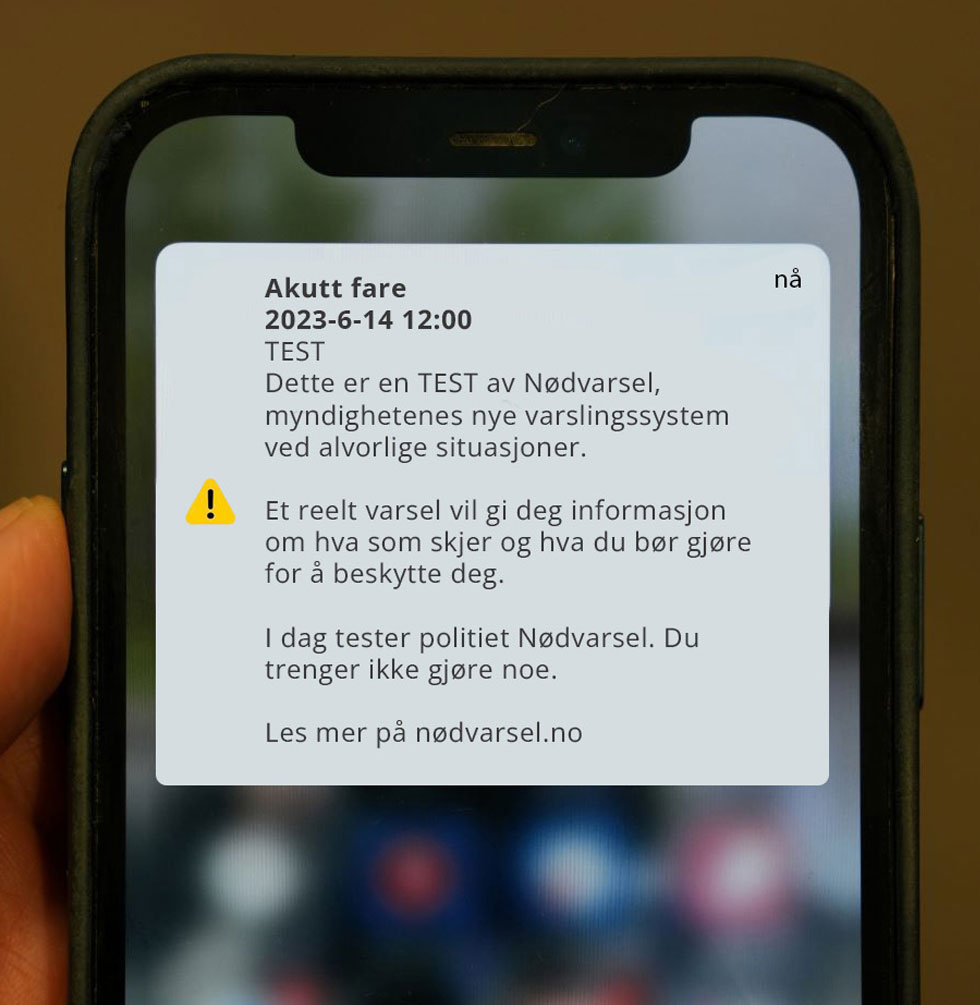 nå
Akutt fare
2023-6-14 12:00
TEST
Dette er en TEST av Nødvarsel,
myndighetenes nye varslingssystem
ved alvorlige situasjoner.
Et reelt varsel vil gi deg informasjon
om hva som skjer og hva du bør gjøre
for å beskytte deg.
I dag tester politiet Nødvarsel. Du
trenger ikke gjøre noe.
Les mer på nødvarsel.no